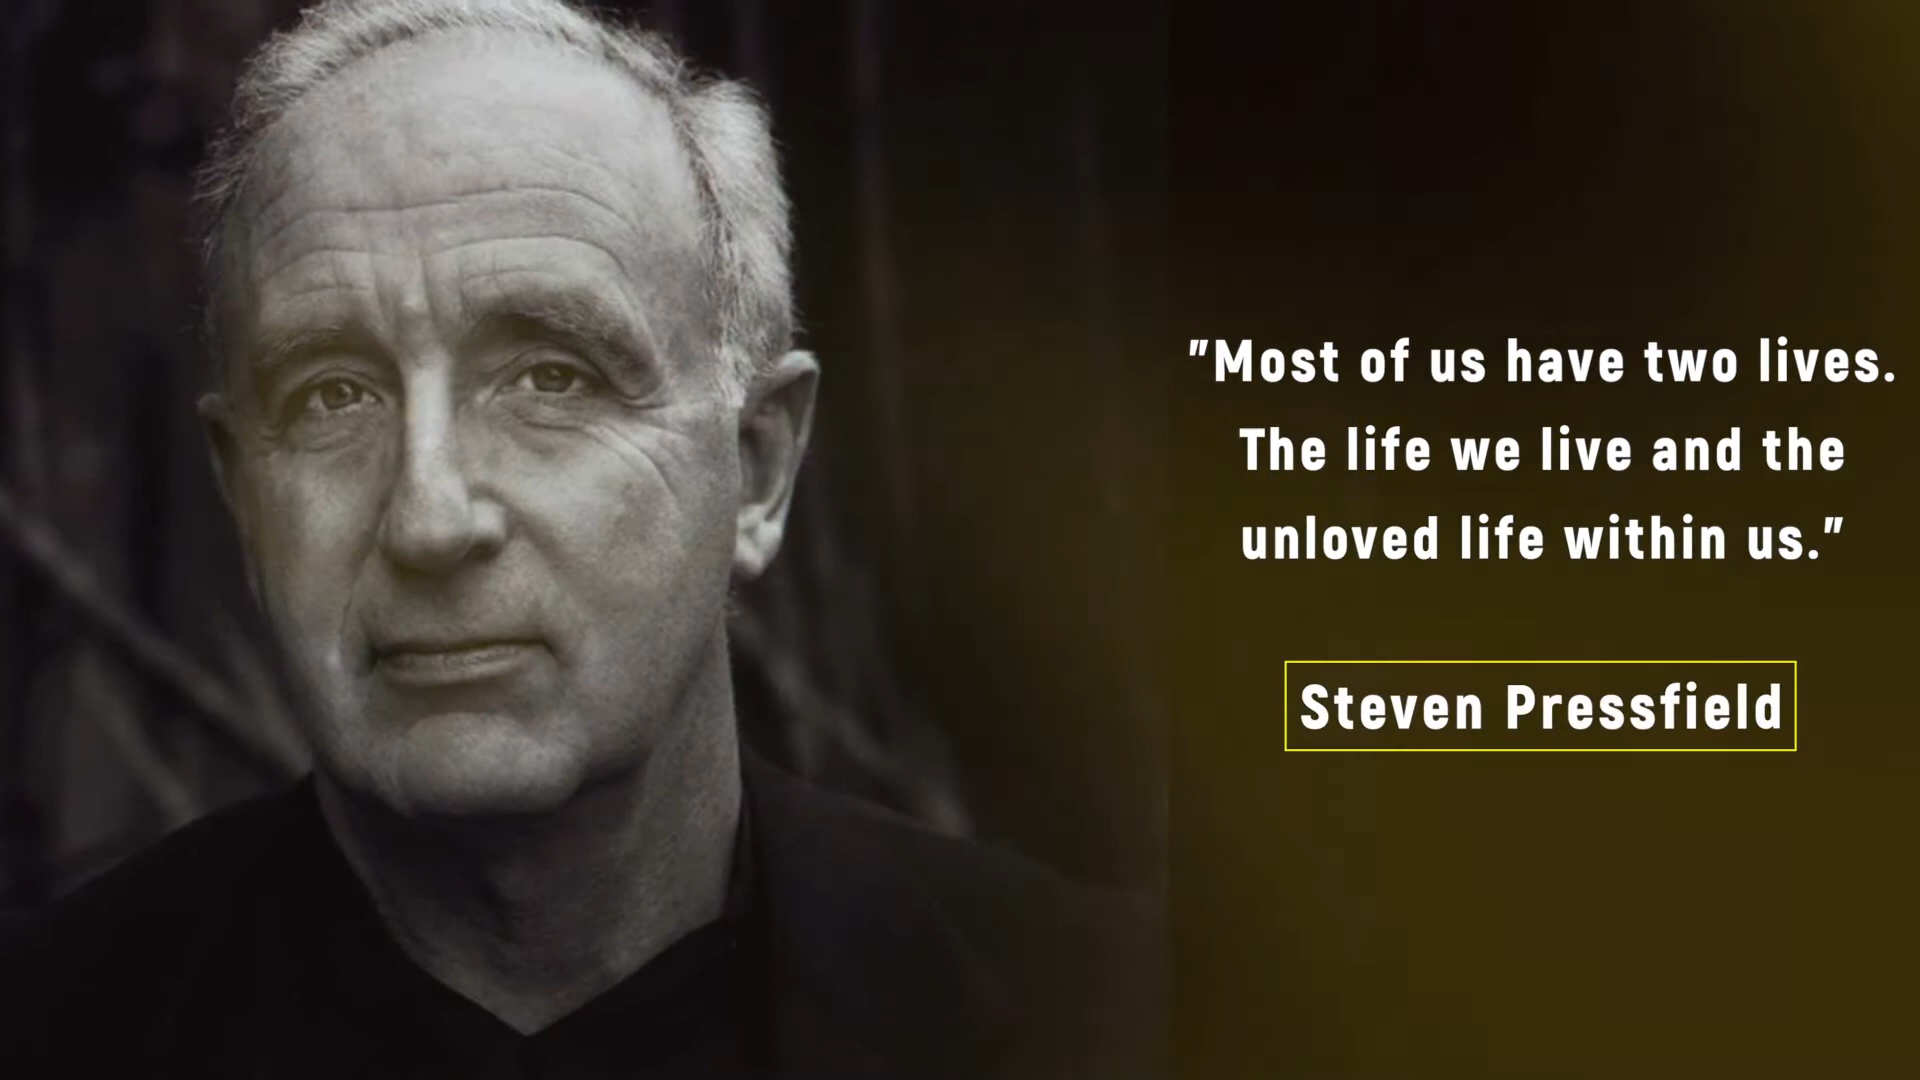 "Most of us have two lives.
The life we live and the
unloved life within us."
Steven Pressfield